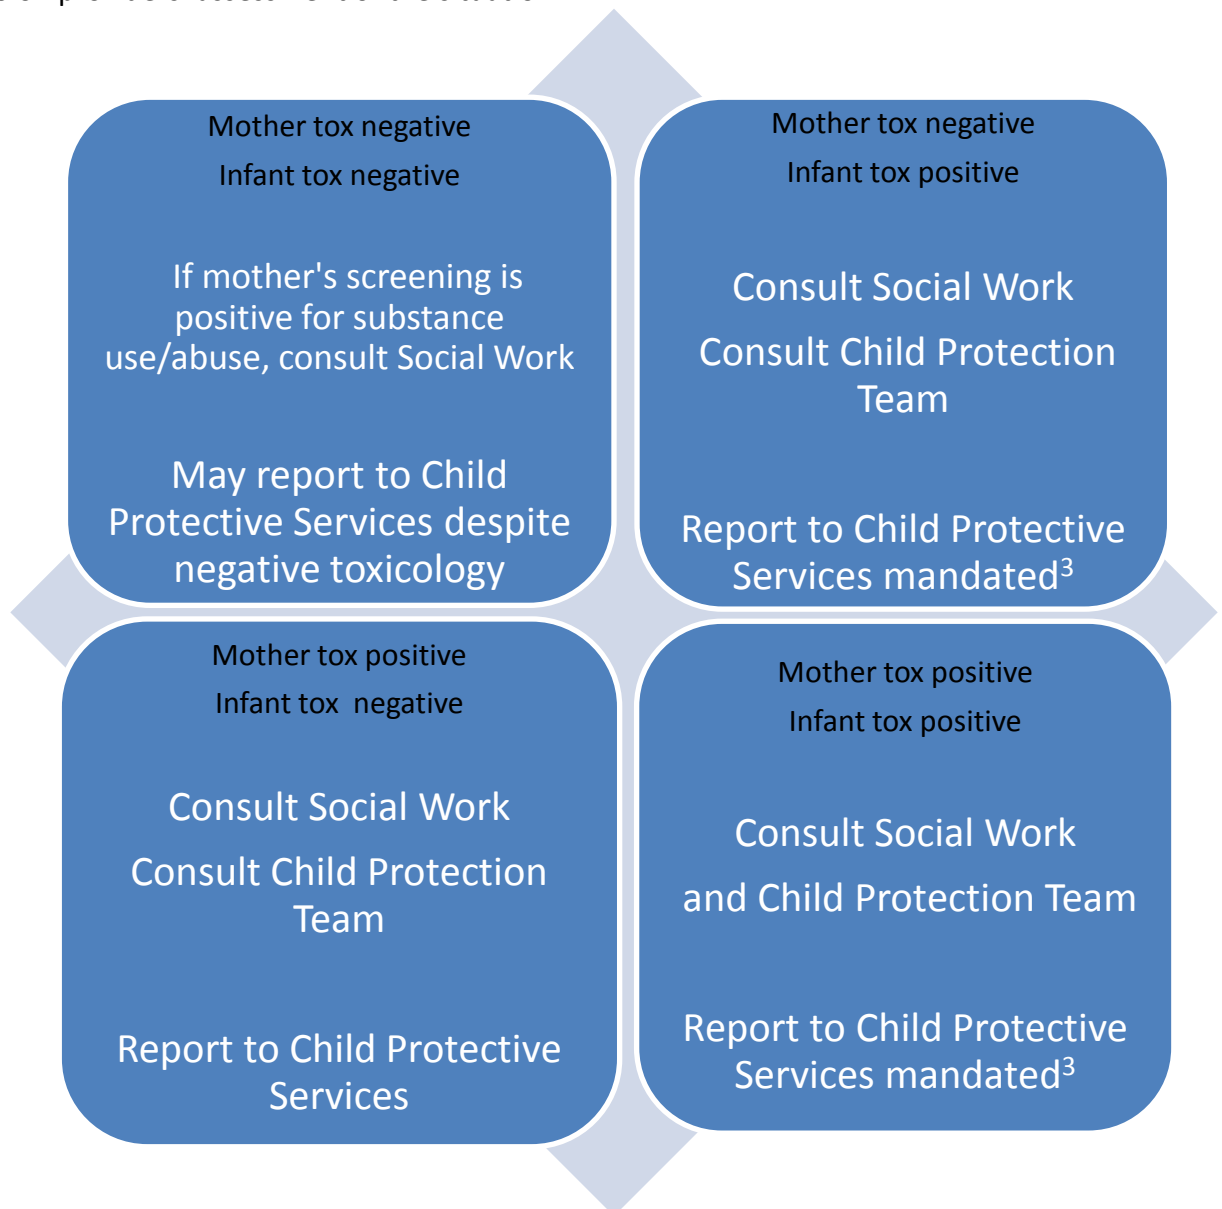 Mother tox negative
Infant tox negative
If mother's screening is
positive for substance
use/abuse, consult Social Work
May report to Child
Protective Services despite
negative toxicology
Mother tox negative
Infant tox positive
Consult Social Work
Consult Child Protection
Team
Report to Child Protective
Services mandated³
Mother tox positive
Infant tox  negative
Consult Social Work
Consult Child Protection
Team
Report to Child Protective
Services
Mother tox positive
Infant tox positive
Consult Social Work
and Child Protection Team
Report to Child Protective
Services mandated³